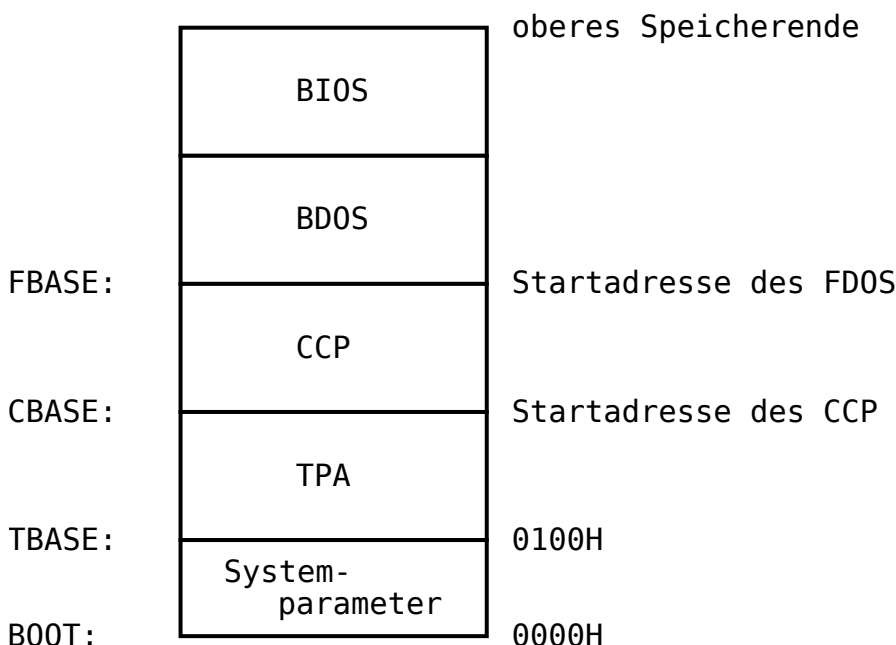 oberes Speicherende
BIOS
BDOS
FBASE: Startadresse des FDOS
CCP
CBASE: Startadresse des CCP
TPA
TBASE: 0100H
System-
parameter
BOOT: 0000H